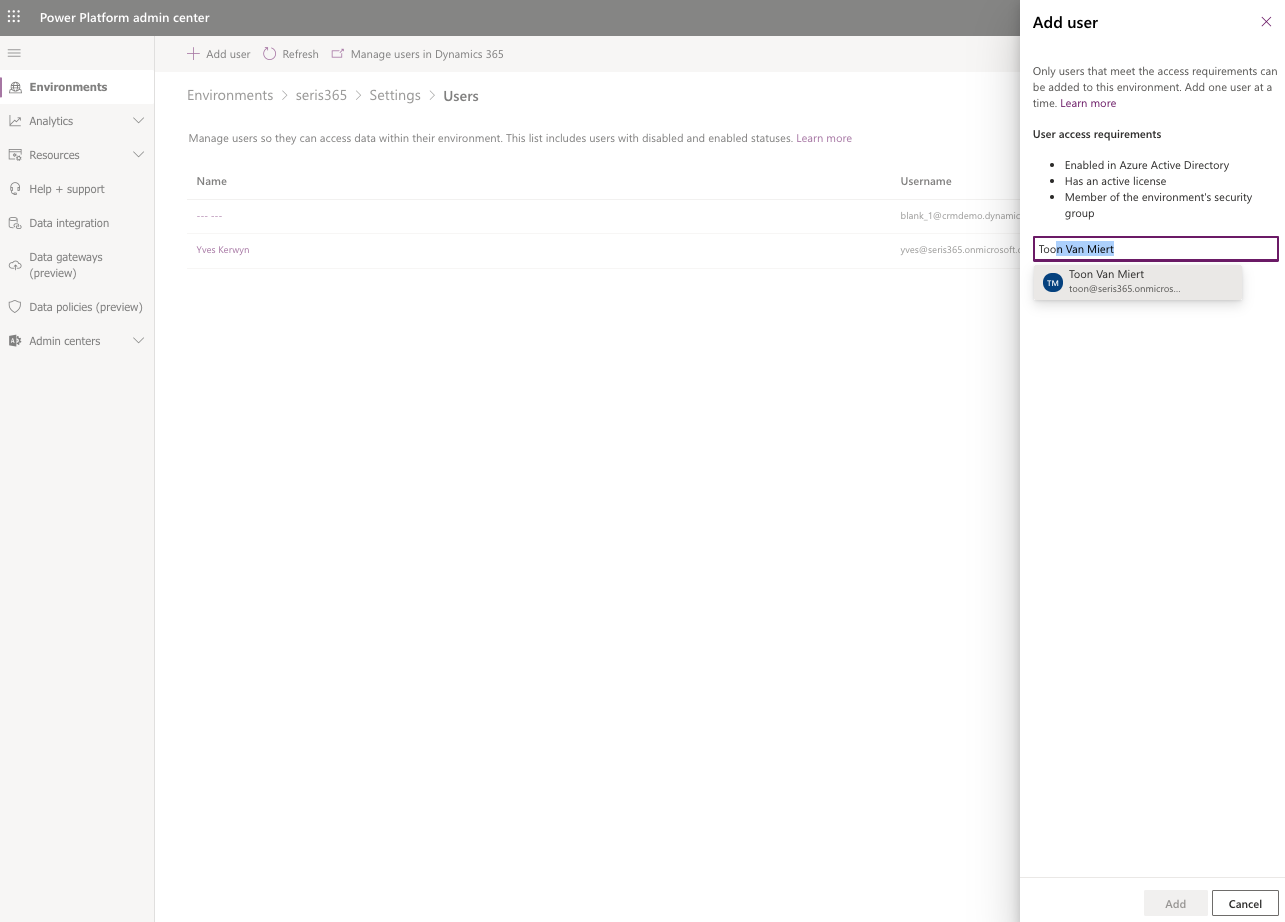 Power Platform admin center
Add user
Refresh
Manage users in Dynamics 365
Environments
Analytics
Resources
Help + support
Data integration
Data gateways
(preview)
Data policies (preview)
Admin centers
Environments > seris365 > Settings > Users
Manage users so they can access data within their environment. This list includes users with disabled and enabled statuses. Learn more
Name Username
--- --- blank_1@crmdemo.dynamic
Yves Kerwyn yves@seris365.onmicrosoft.c
Add user
Only users that meet the access requirements can
be added to this environment. Add one user at a
time. Learn more
User access requirements
• Enabled in Azure Active Directory
• Has an active license
• Member of the environment's security
group
Toon Van Miert
TM
Toon Van Miert
toon@seris365.onmicros...
Add
Cancel